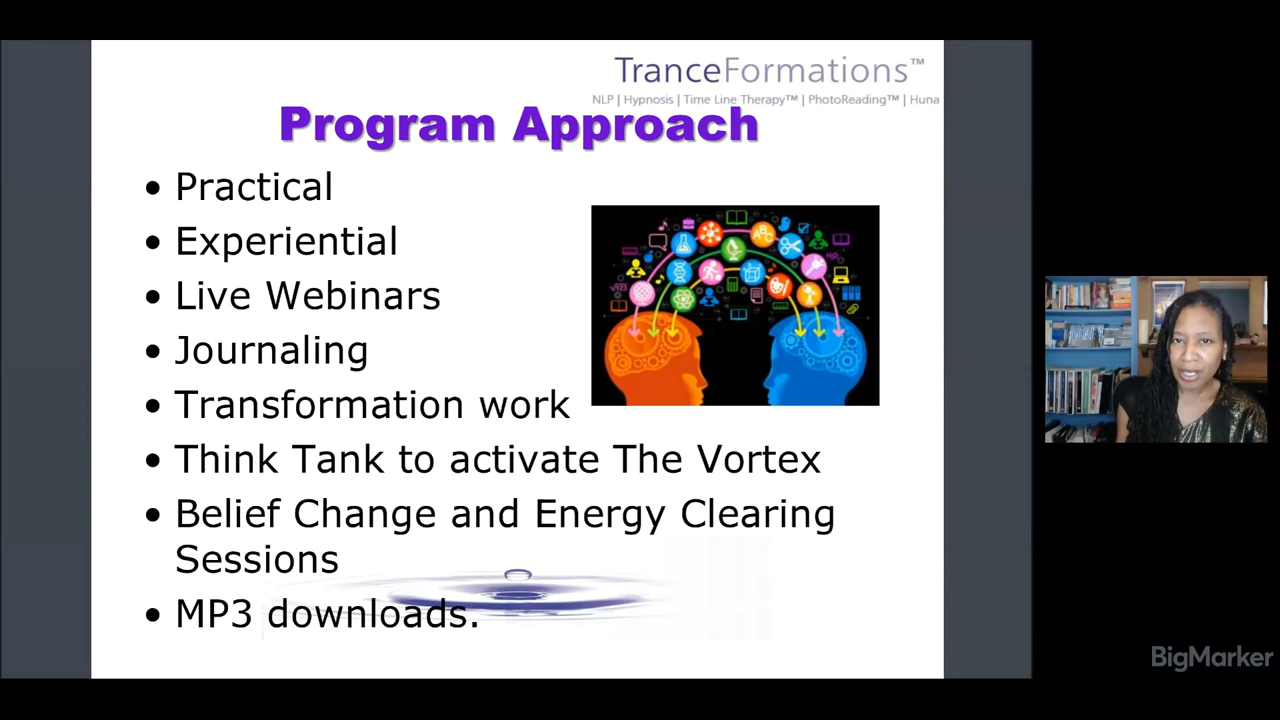 TranceFormations™
NLP | Hypnosis | Time Line Therapy™ | PhotoReading™ | Huna
Program Approach
• Practical
• Experiential
• Live Webinars
• Journaling
• Transformation work
• Think Tank to activate The Vortex
• Belief Change and Energy Clearing
Sessions
• MP3 downloads.
BigMarker